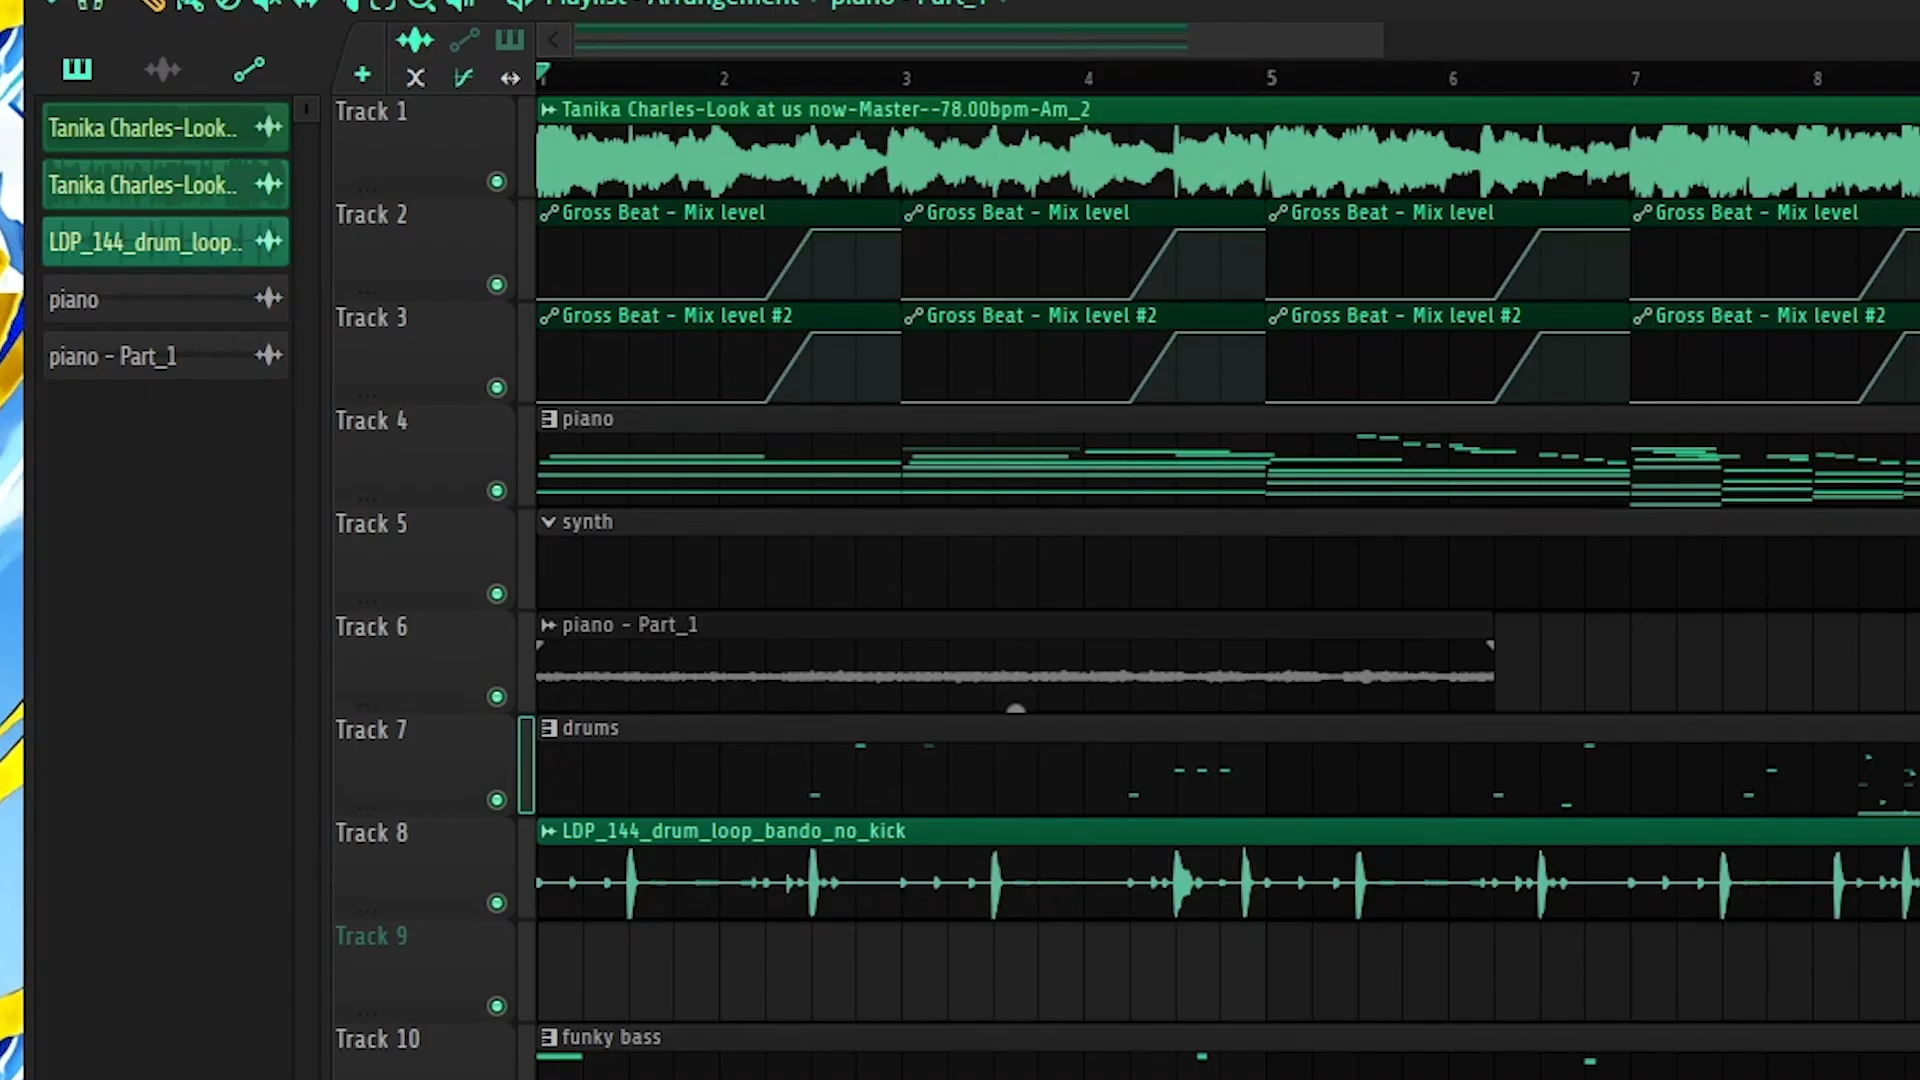 Playlist - Arrangement › piano - Part_1
2 3 4 5 6 7 8
Tanika Charles-Look..
Tanika Charles-Look..
LDP_144_drum_loop..
piano
piano - Part_1
Track 1
Tanika Charles-Look at us now-Master--78.00bpm-Am_2
Track 2
Gross Beat - Mix level Gross Beat - Mix level Gross Beat - Mix level Gross Beat - Mix level
Track 3
Gross Beat - Mix level #2 Gross Beat - Mix level #2 Gross Beat - Mix level #2 Gross Beat - Mix level #2
Track 4
piano
Track 5
synth
Track 6
piano - Part_1
Track 7
drums
Track 8
LDP_144_drum_loop_bando_no_kick
Track 9
Track 10
funky bass